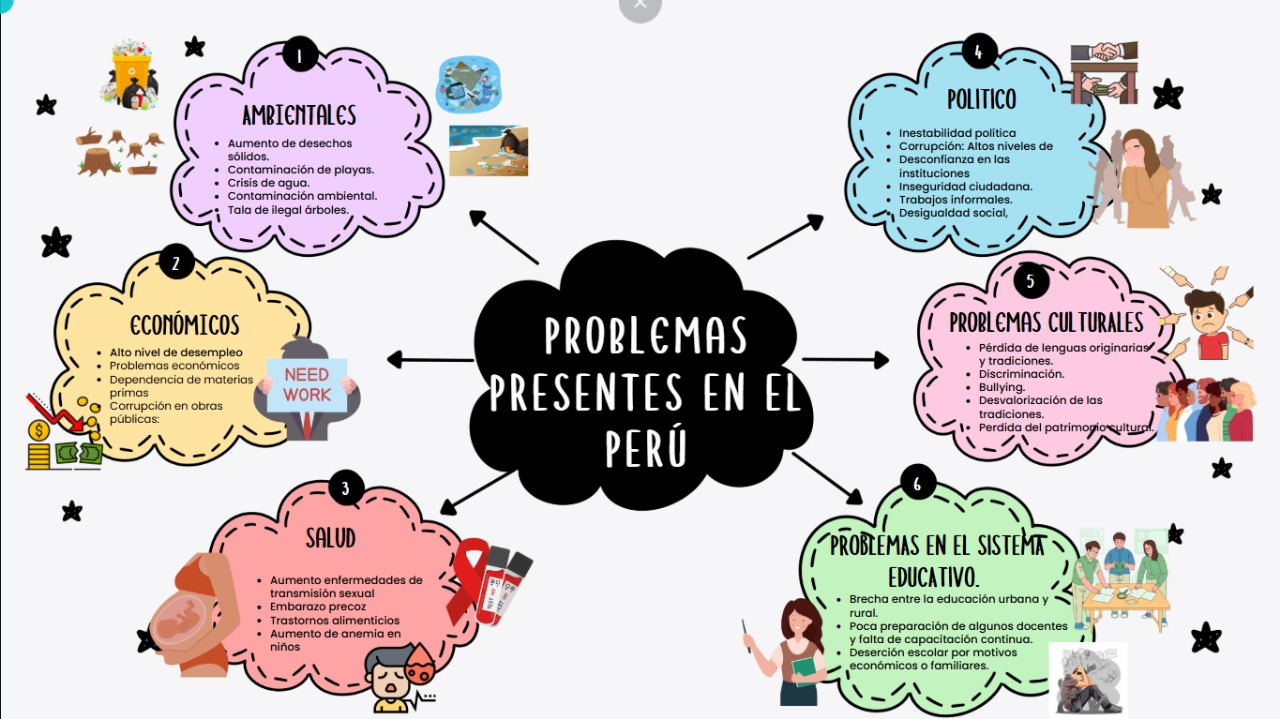 PROBLEMAS
PRESENTES EN EL
PERÚ
1
AMBIENTALES
Aumento de desechos
sólidos.
Contaminación de playas.
Crisis de agua.
Contaminación ambiental.
Tala de ilegal árboles.
2
ECONÓMICOS
Alto nivel de desempleo
Problemas económicos
Dependencia de materias
primas
Corrupción en obras
públicas:
NEED
WORK
3
SALUD
Aumento enfermedades de
transmisión sexual
Embarazo precoz
Trastornos alimenticios
Aumento de anemia en
niños
4
POLITICO
Inestabilidad política
Corrupción: Altos niveles de
Desconfianza en las
instituciones
Inseguridad ciudadana.
Trabajos informales.
Desigualdad social,
5
PROBLEMAS CULTURALES
Pérdida de lenguas originarias
y tradiciones.
Discriminación.
Bullying.
Desvalorización de las
tradiciones.
Perdida del patrimonio cultural.
6
PROBLEMAS EN EL SISTEMA
EDUCATIVO.
Brecha entre la educación urbana y
rural.
Poca preparación de algunos docentes
y falta de capacitación continua.
Deserción escolar por motivos
económicos o familiares.